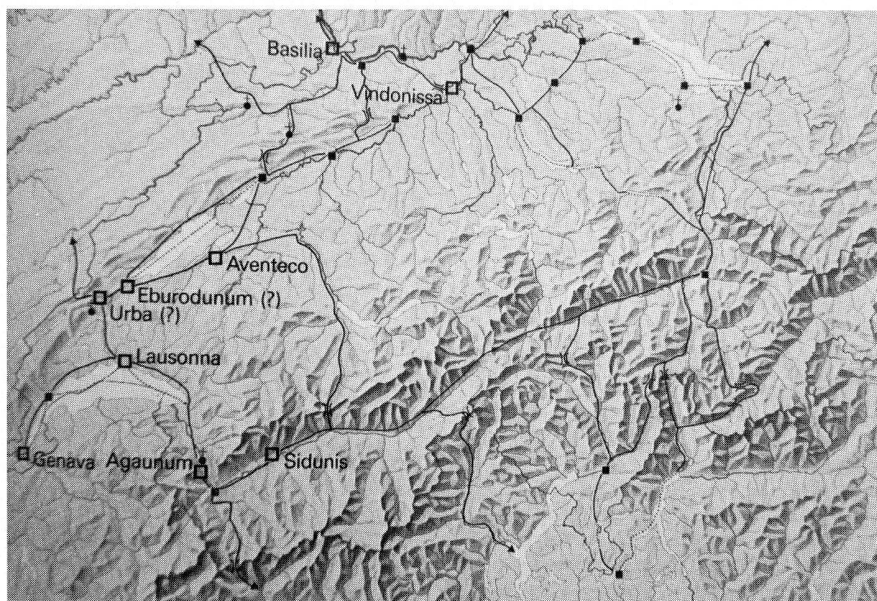 Basilia
Vindonissa
Aventeco
Eburodunum (?)
Urba (?)
Lausonna
Genava
Agaunum
Sidunis